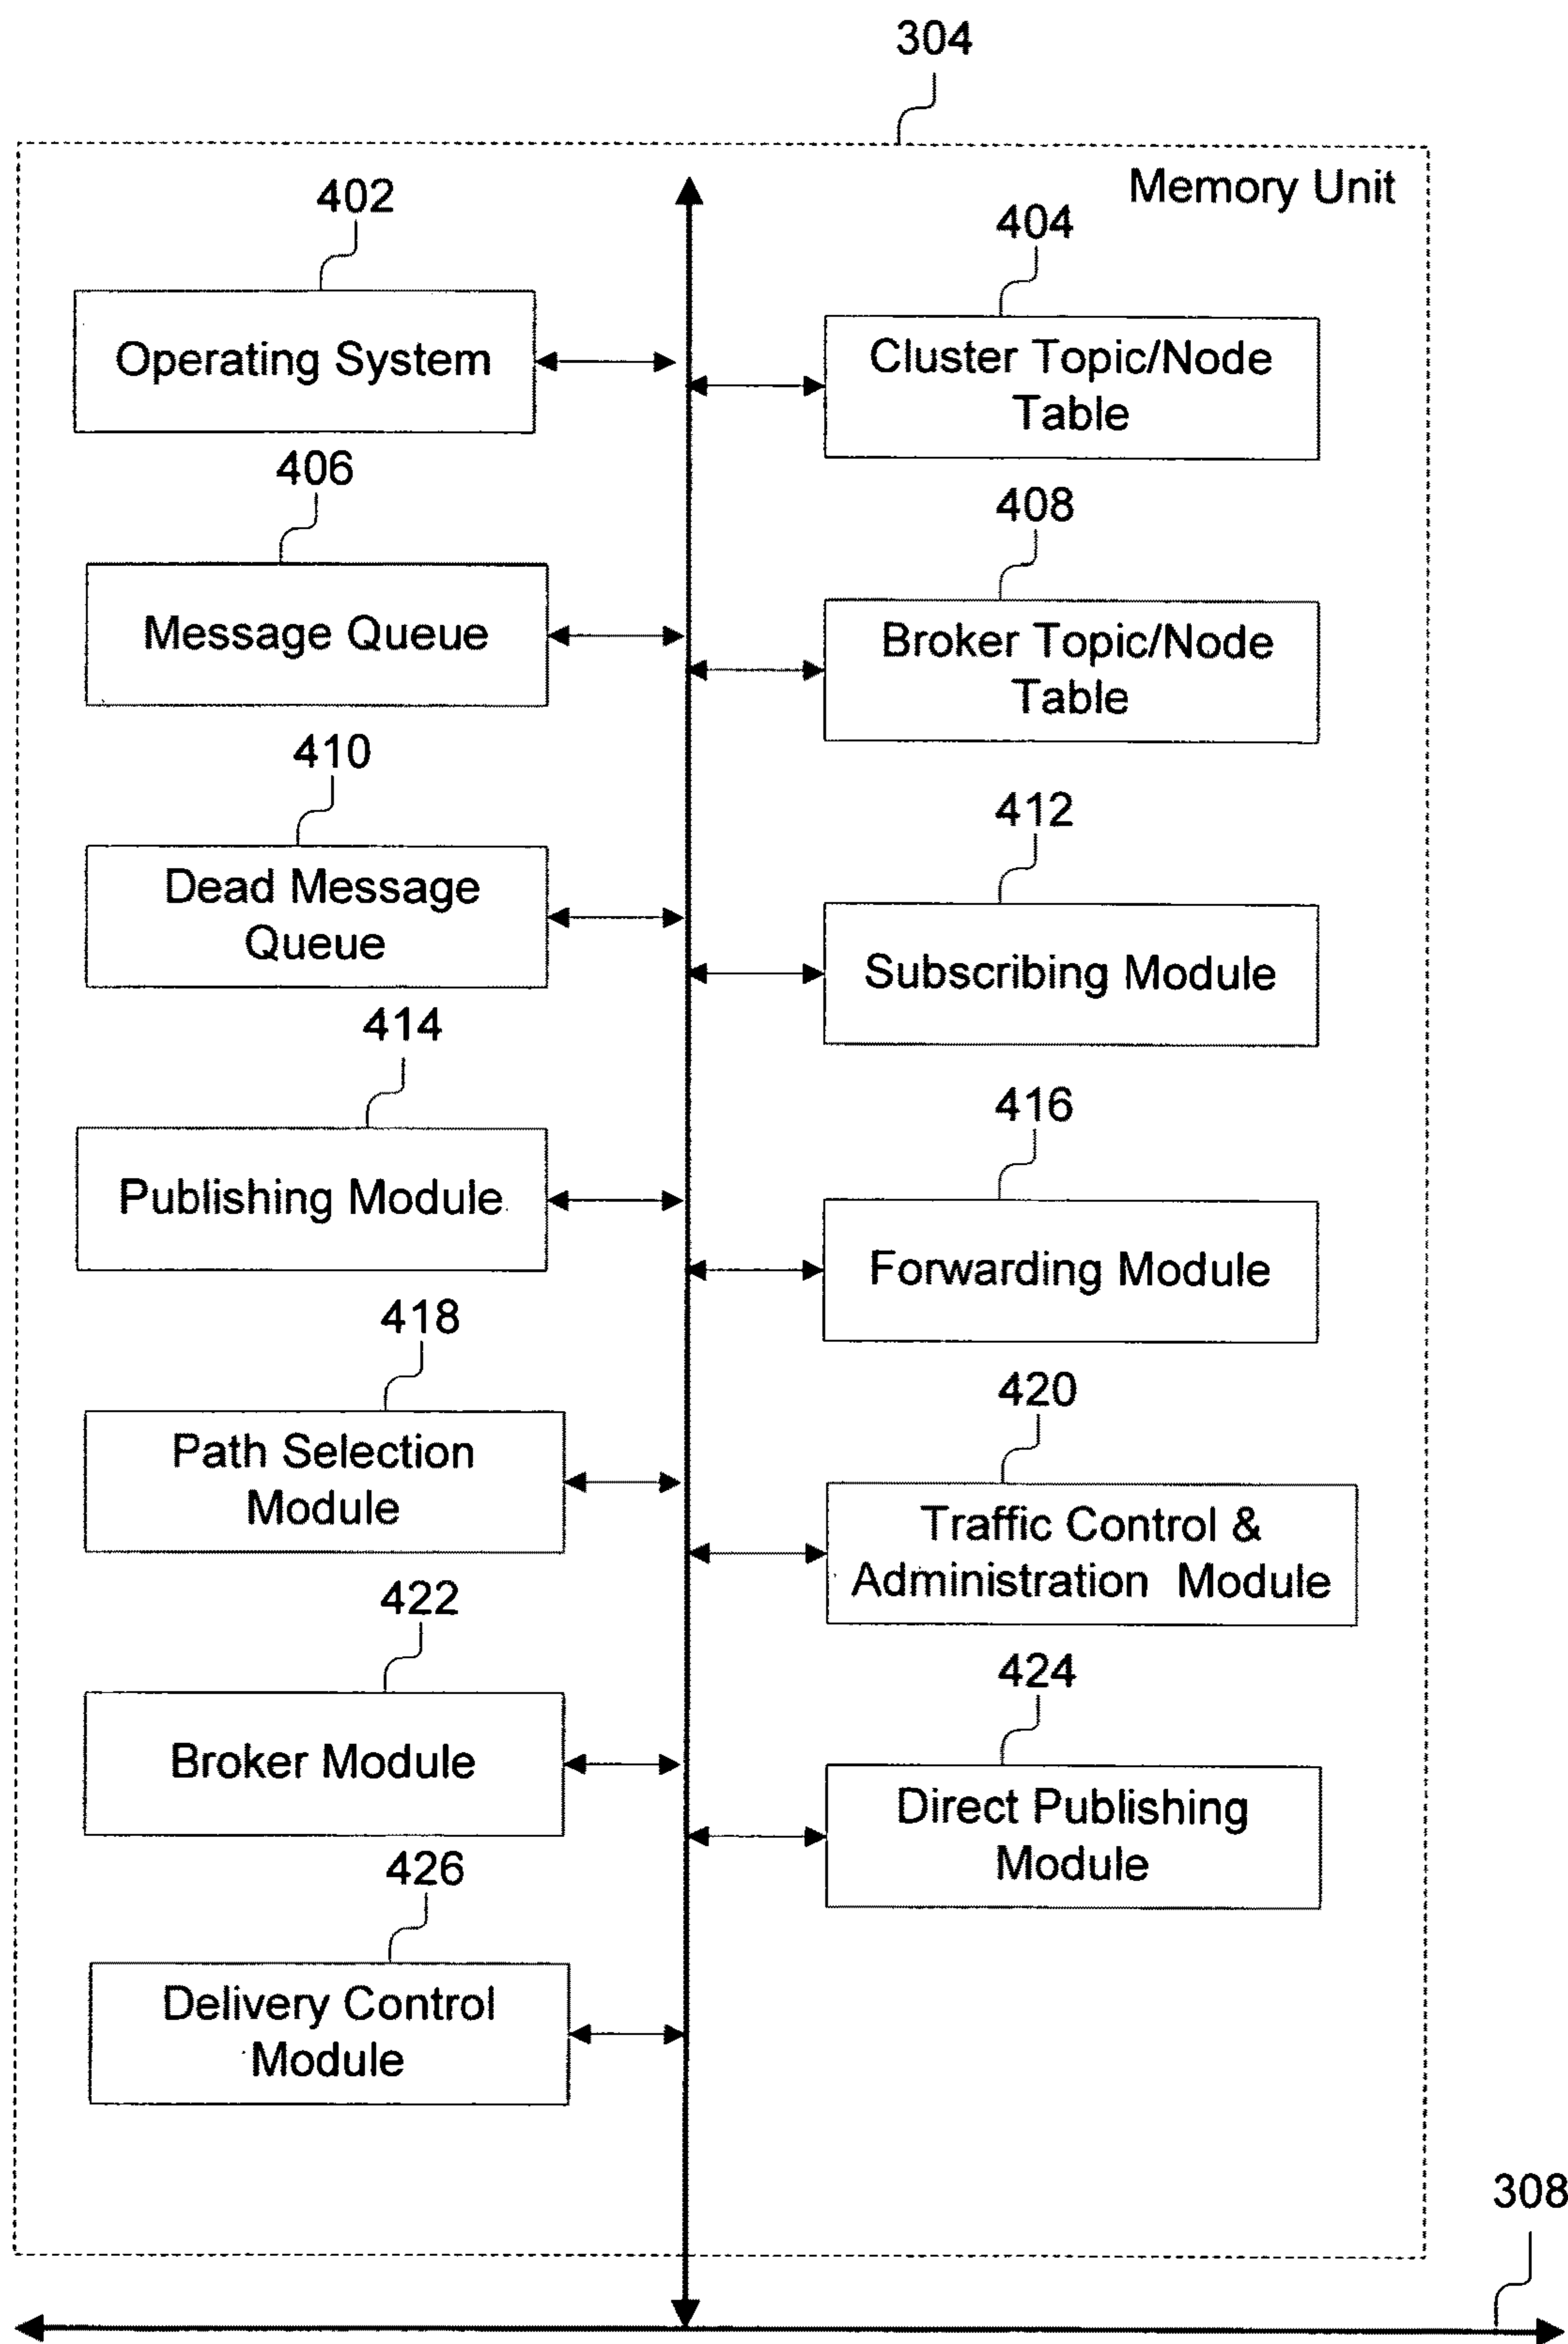 304
Memory Unit
402
Operating System
404
Cluster Topic/Node
Table
406
Message Queue
408
Broker Topic/Node
Table
410
Dead Message
Queue
412
Subscribing Module
414
Publishing Module
416
Forwarding Module
418
Path Selection
Module
420
Traffic Control &
Administration Module
422
Broker Module
424
Direct Publishing
Module
426
Delivery Control
Module
308